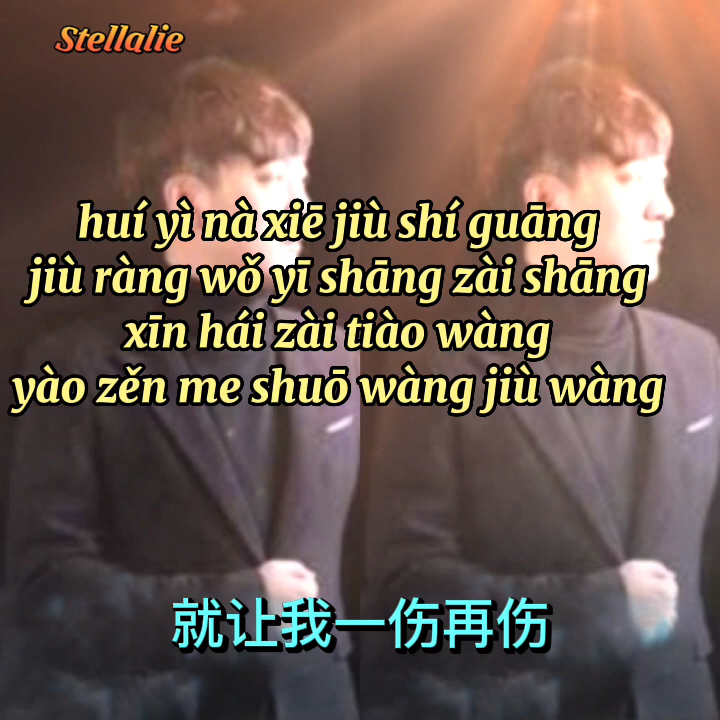 Stellalie
huí yì nà xiē jiù shí guāng
jiù ràng wǒ yī shāng zài shāng
xīn hái zài tiào wàng
yào zěn me shuō wàng jiù wàng
就让我一伤再伤